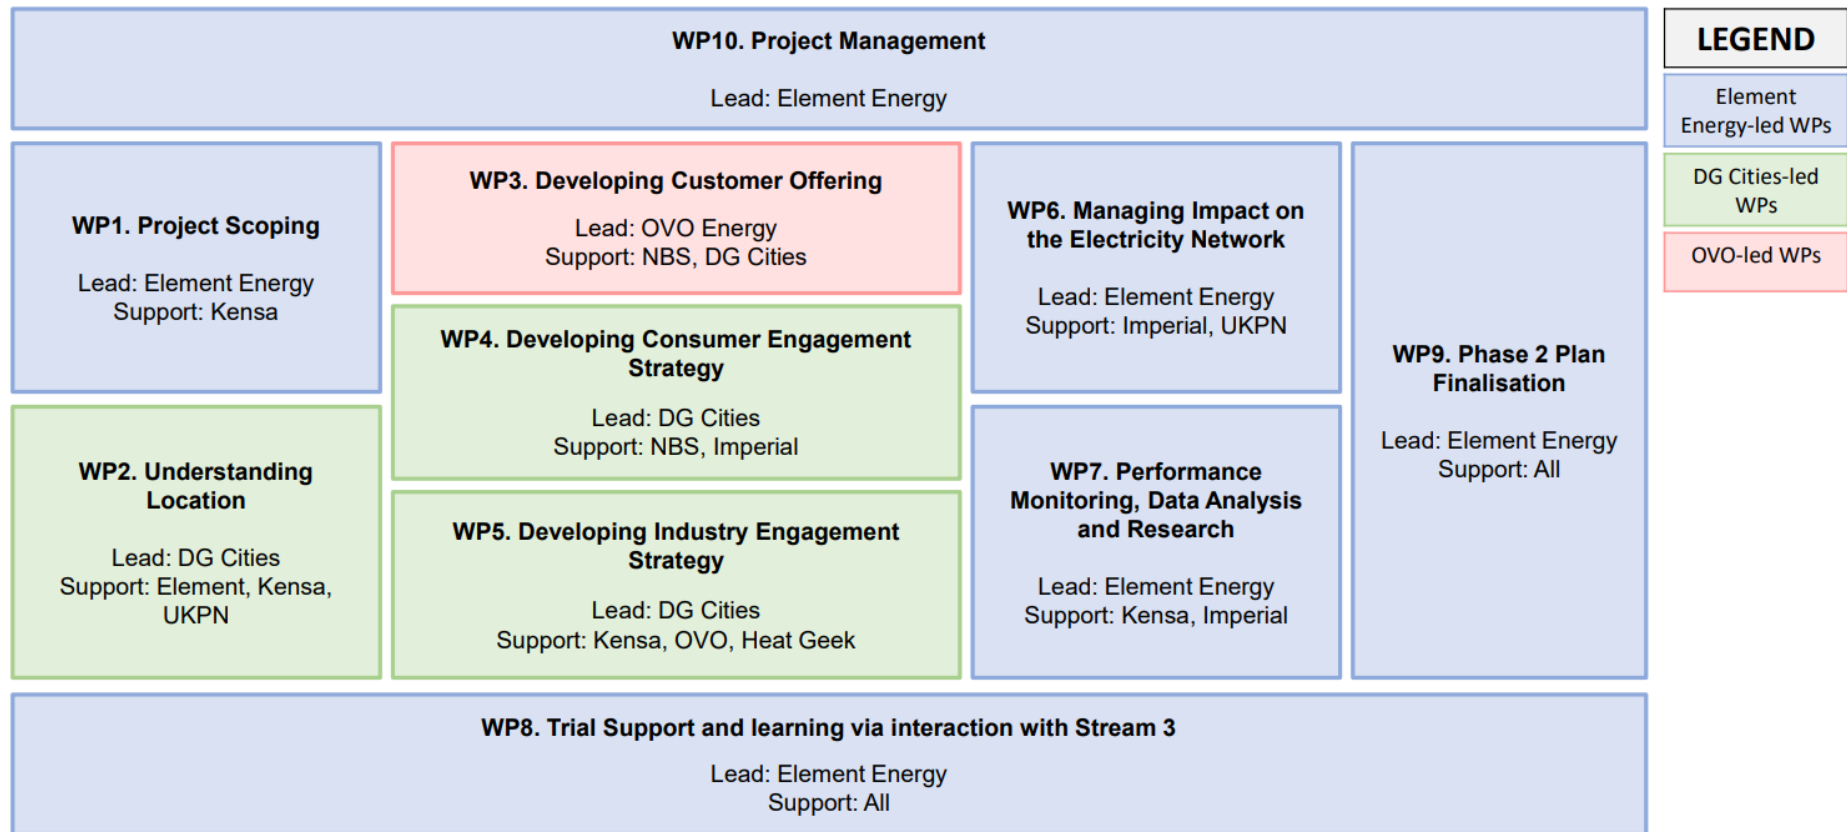 WP10. Project Management
Lead: Element Energy
WP1. Project Scoping
Lead: Element Energy
Support: Kensa
WP2. Understanding
Location
Lead: DG Cities
Support: Element, Kensa,
UKPN
WP3. Developing Customer Offering
Lead: OVO Energy
Support: NBS, DG Cities
WP4. Developing Consumer Engagement
Strategy
Lead: DG Cities
Support: NBS, Imperial
WP5. Developing Industry Engagement
Strategy
Lead: DG Cities
Support: Kensa, OVO, Heat Geek
WP6. Managing Impact on
the Electricity Network
Lead: Element Energy
Support: Imperial, UKPN
WP7. Performance
Monitoring, Data Analysis
and Research
Lead: Element Energy
Support: Kensa, Imperial
WP9. Phase 2 Plan
Finalisation
Lead: Element Energy
Support: All
WP8. Trial Support and learning via interaction with Stream 3
Lead: Element Energy
Support: All
LEGEND
Element
Energy-led WPs
DG Cities-led
WPs
OVO-led WPs